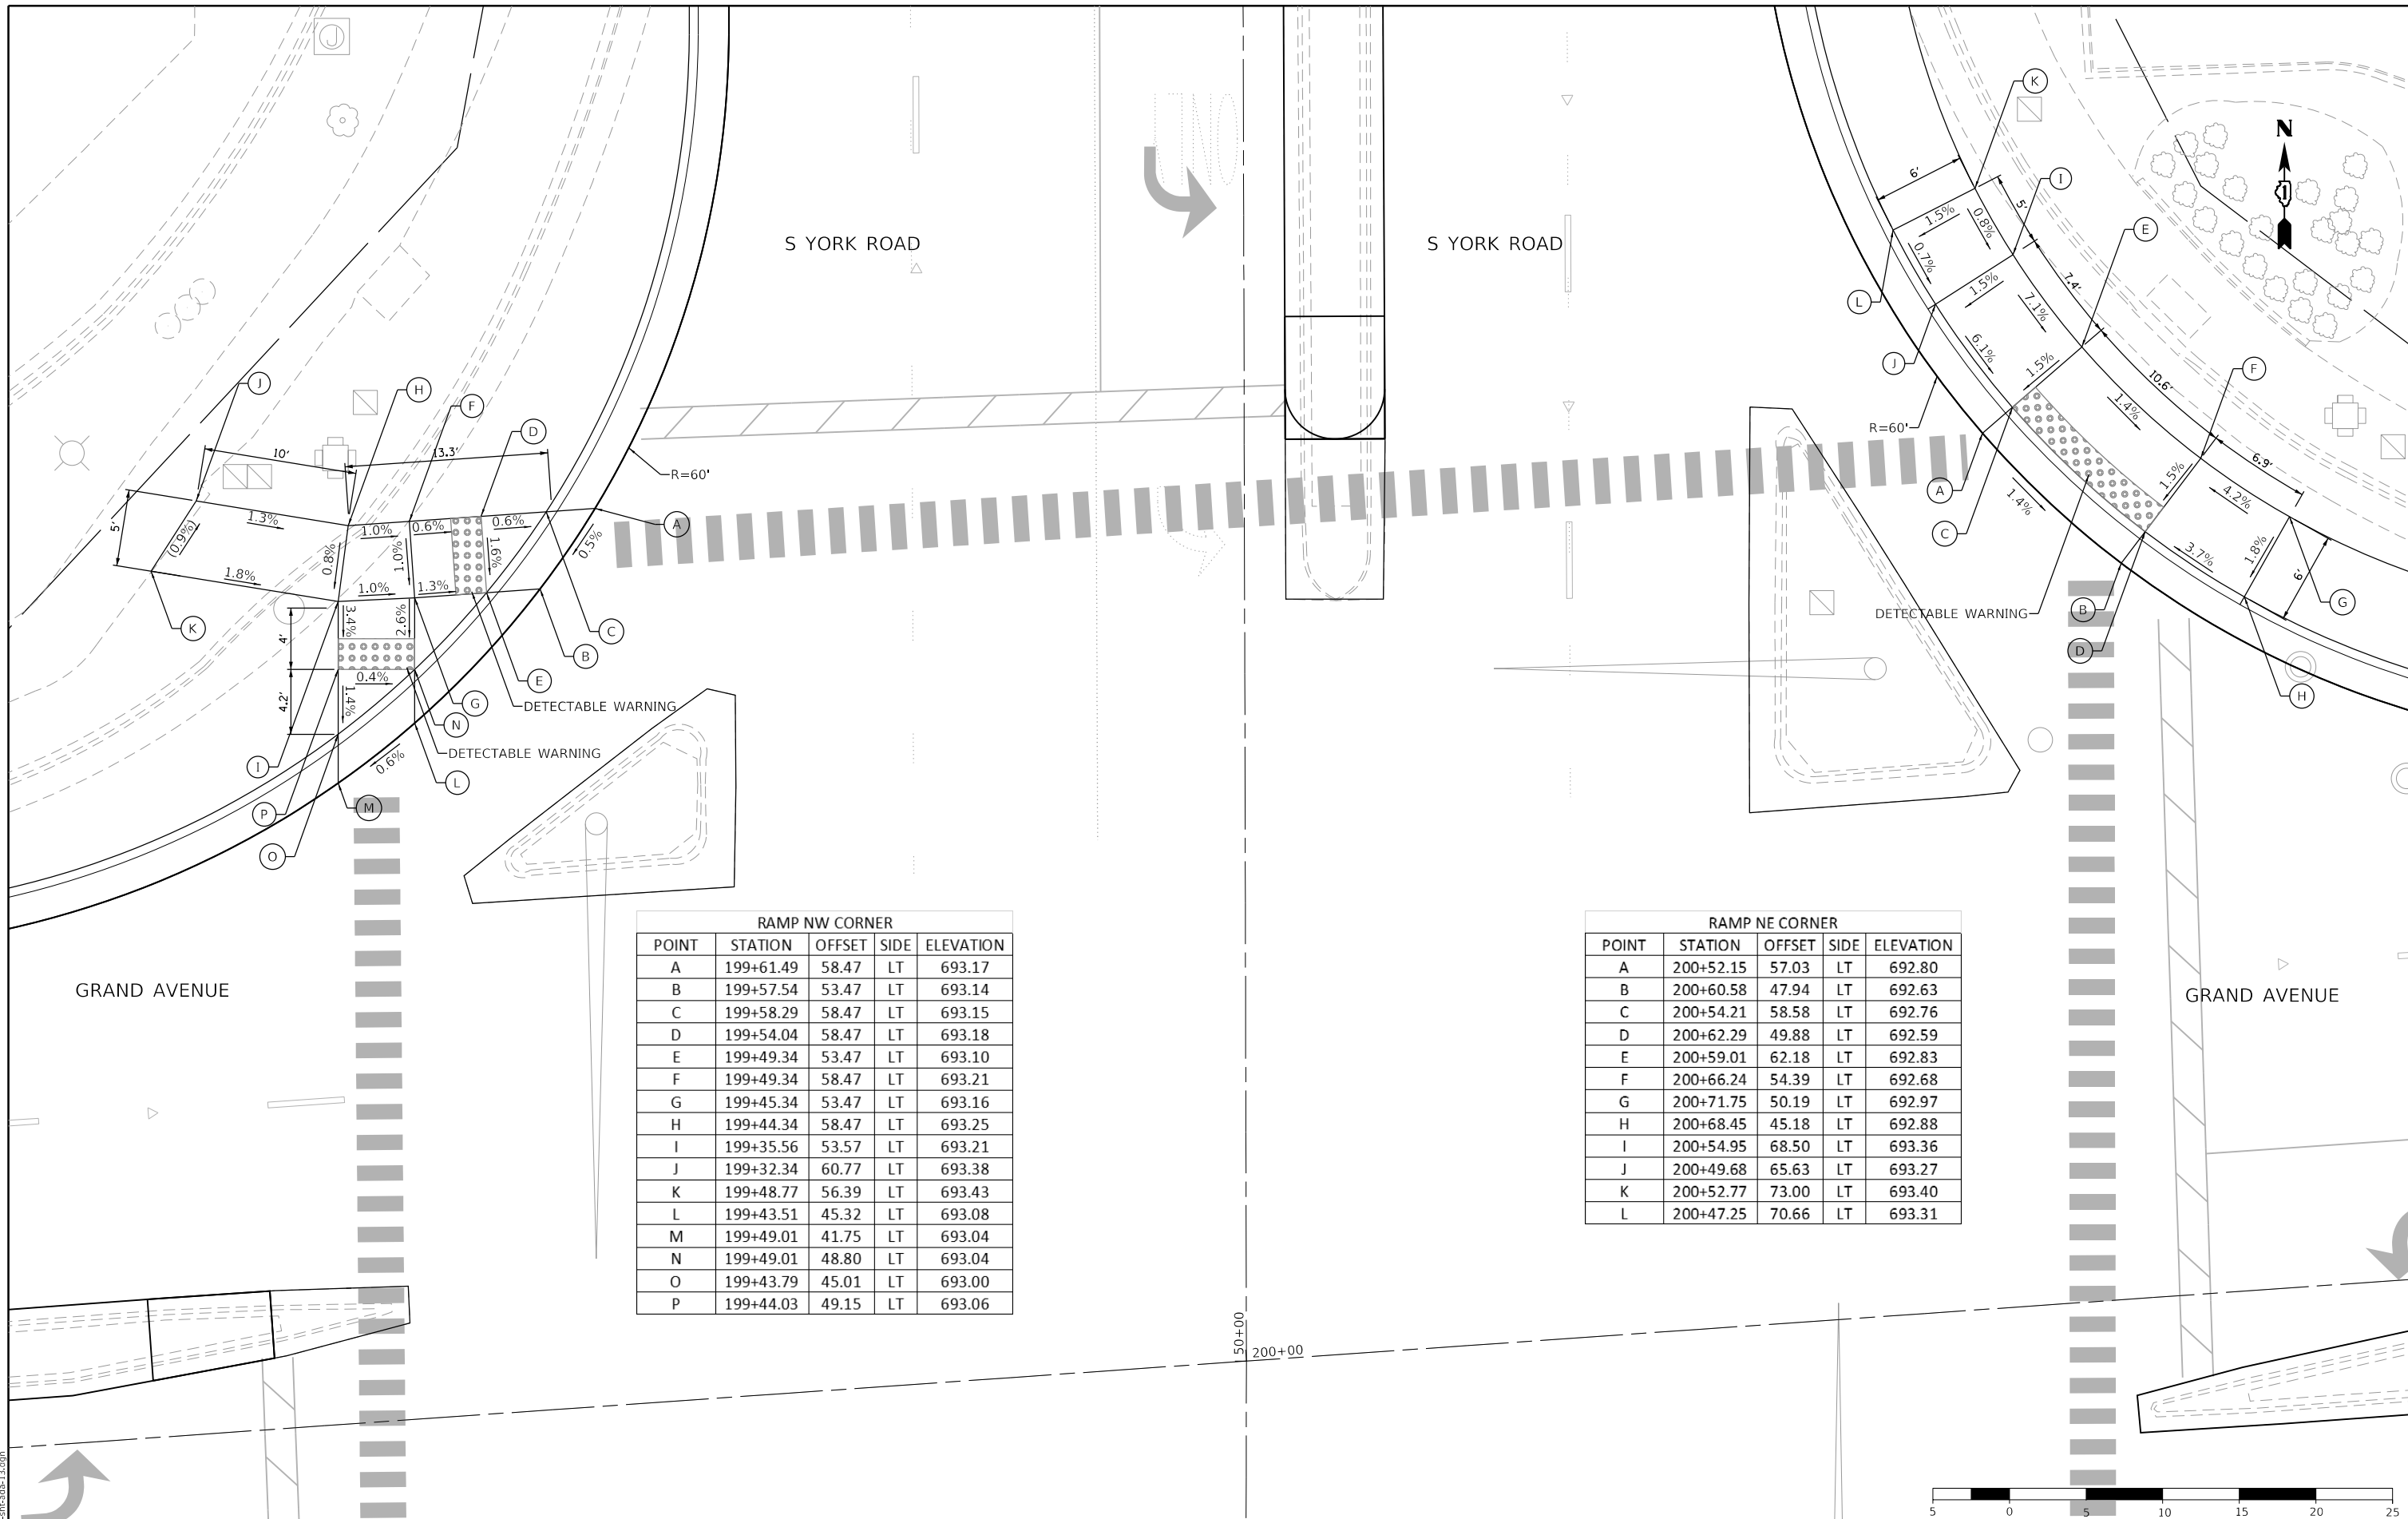 J
N
1
K
6'
I
5'
1.5%
0.8%
S YORK ROAD
S YORK ROAD
E
0.7%
1.5%
7.4'
L
7.1%
J
H
J
6.1%
1.5%
F
F
10.6'
1.4%
R=60'
D
10'
13.3'
R=60'
6.9'
1.5%
A
4.2%
1.4%
5'
1.3%
(0.9%)
1.0%
0.6%
0.6%
A
C
0.5%
1.6%
0.8%
1.0%
3.7%
1.8%
6'
1.8%
1.0%
1.3%
G
DETECTABLE WARNING
B
K
3.4%
2.6%
C
4'
B
D
0.4%
E
1.4%
4.2'
G
DETECTABLE WARNING
H
N
DETECTABLE WARNING
I
0.6%
L
P
M
O
RAMP NW CORNER
POINT STATION OFFSET SIDE ELEVATION
A 199+61.49 58.47 LT 693.17
B 199+57.54 53.47 LT 693.14
C 199+58.29 58.47 LT 693.15
D 199+54.04 58.47 LT 693.18
E 199+49.34 53.47 LT 693.10
F 199+49.34 58.47 LT 693.21
G 199+45.34 53.47 LT 693.16
H 199+44.34 58.47 LT 693.25
I 199+35.56 53.57 LT 693.21
J 199+32.34 60.77 LT 693.38
K 199+48.77 56.39 LT 693.43
L 199+43.51 45.32 LT 693.08
M 199+49.01 41.75 LT 693.04
N 199+49.01 48.80 LT 693.04
O 199+43.79 45.01 LT 693.00
P 199+44.03 49.15 LT 693.06
RAMP NE CORNER
POINT STATION OFFSET SIDE ELEVATION
A 200+52.15 57.03 LT 692.80
B 200+60.58 47.94 LT 692.63
C 200+54.21 58.58 LT 692.76
D 200+62.29 49.88 LT 692.59
E 200+59.01 62.18 LT 692.83
F 200+66.24 54.39 LT 692.68
G 200+71.75 50.19 LT 692.97
H 200+68.45 45.18 LT 692.88
I 200+54.95 68.50 LT 693.36
J 200+49.68 65.63 LT 693.27
K 200+52.77 73.00 LT 693.40
L 200+47.25 70.66 LT 693.31
GRAND AVENUE
GRAND AVENUE
50+00
200+00
5 0 5 10 15 20 25